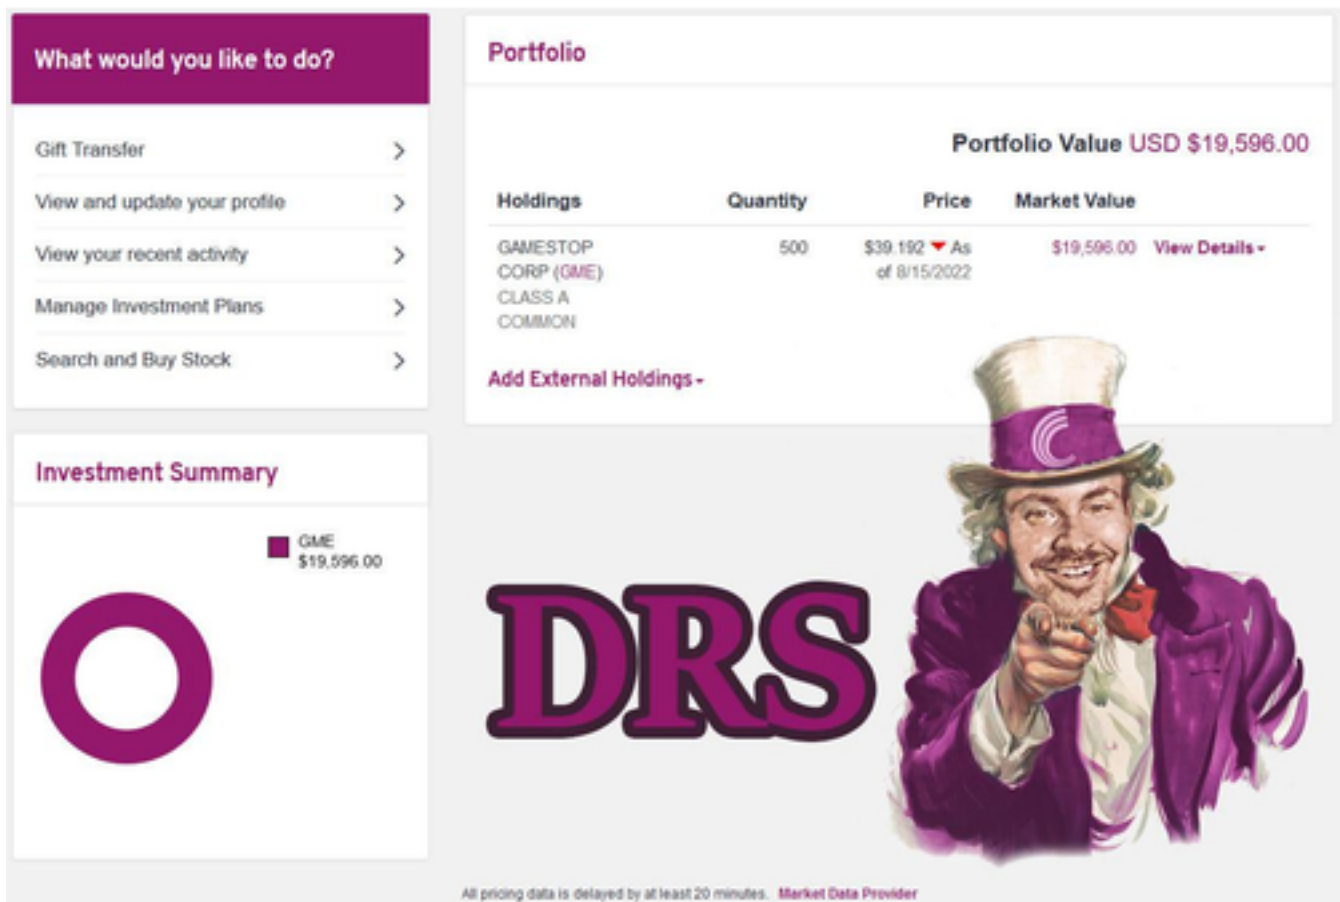 What would you like to do?
Gift Transfer
View and update your profile
View your recent activity
Manage Investment Plans
Search and Buy Stock
Investment Summary
GME
$19,596.00
Portfolio
Portfolio Value USD $19,596.00
Holdings Quantity Price Market Value
GAMESTOP 500 $39.192 ▼ As $19,596.00 View Details
CORP (GME) of 8/15/2022
CLASS A
COMMON
Add External Holdings
DRS
All pricing data is delayed by at least 20 minutes. Market Data Provider